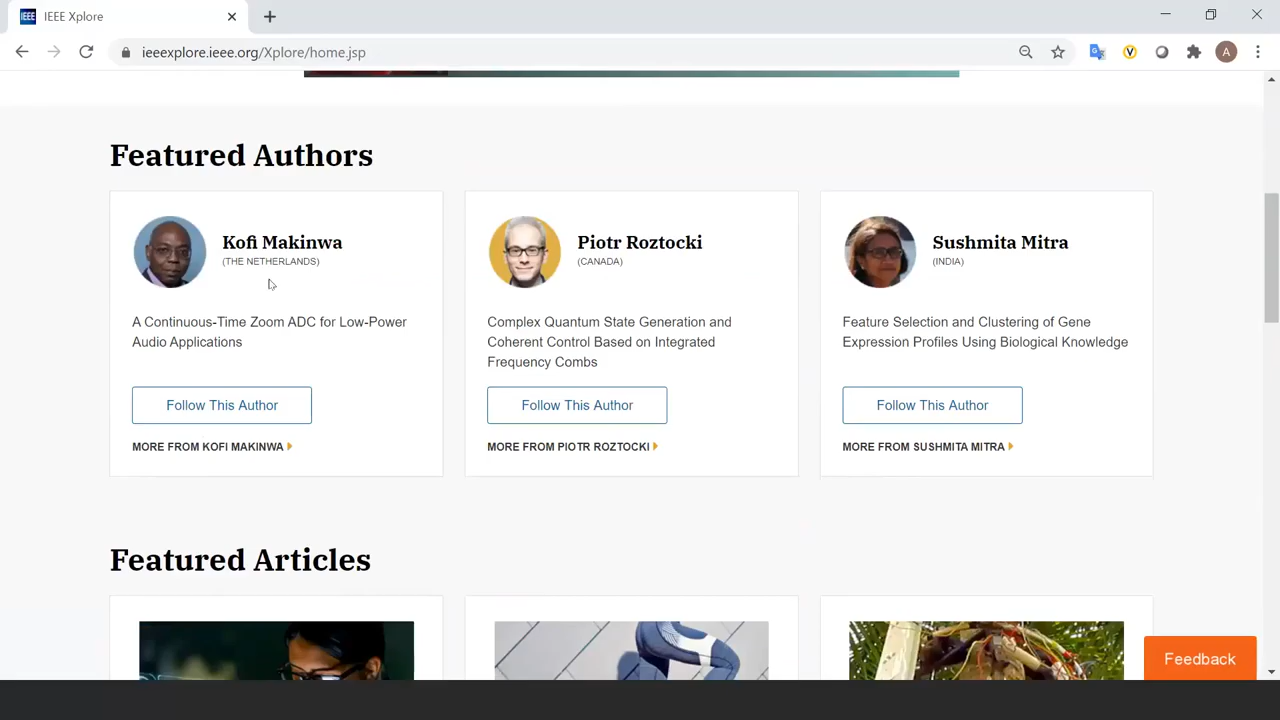 IEEE IEEE Xplore
ieeexplore.ieee.org/Xplore/home.jsp
A
Featured Authors
Kofi Makinwa
(THE NETHERLANDS)
A Continuous-Time Zoom ADC for Low-Power
Audio Applications
Follow This Author
MORE FROM KOFI MAKINWA
Piotr Roztocki
(CANADA)
Complex Quantum State Generation and
Coherent Control Based on Integrated
Frequency Combs
Follow This Author
MORE FROM PIOTR ROZTOCKI
Sushmita Mitra
(INDIA)
Feature Selection and Clustering of Gene
Expression Profiles Using Biological Knowledge
Follow This Author
MORE FROM SUSHMITA MITRA
Featured Articles
Feedback